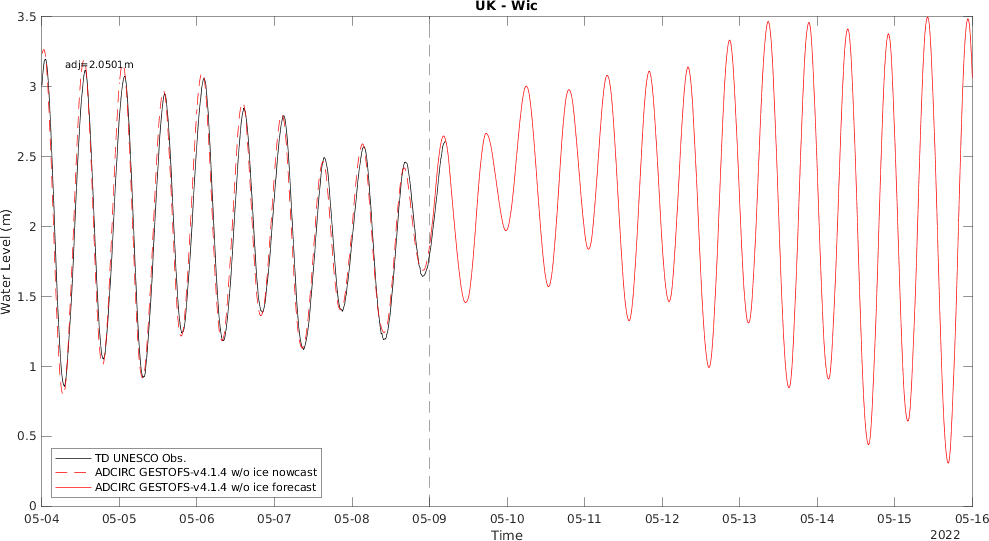 UK - Wic
adj=2.0501m
3.5
3
2.5
2
1.5
1
0.5
0
Water Level (m)
TD UNESCO Obs.
ADCIRC GESTOFS-v4.1.4 w/o ice nowcast
ADCIRC GESTOFS-v4.1.4 w/o ice forecast
05-04 05-05 05-06 05-07 05-08 05-09 05-10 05-11 05-12 05-13 05-14 05-15 05-16
Time
2022